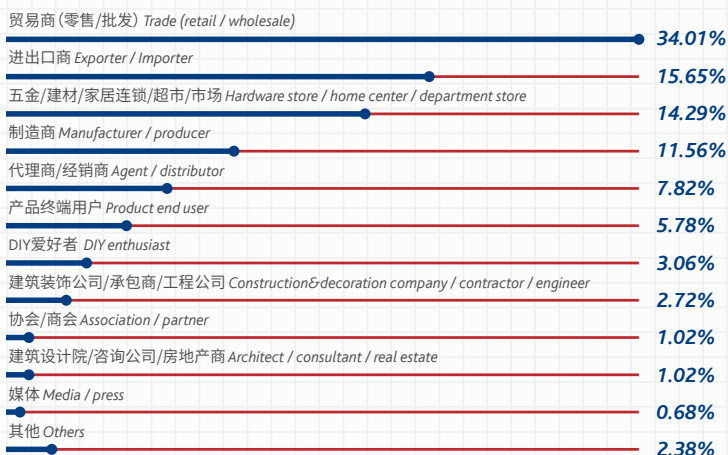 贸易商（零售/批发）Trade (retail / wholesale)
34.01%
进出口商 Exporter / Importer
15.65%
五金/建材/家居连锁/超市/市场 Hardware store / home center / department store
14.29%
制造商 Manufacturer / producer
11.56%
代理商/经销商 Agent / distributor
7.82%
产品终端用户 Product end user
5.78%
DIY爱好者 DIY enthusiast
3.06%
建筑装饰公司/承包商/工程公司 Construction&decoration company / contractor / engineer
2.72%
协会/商会 Association / partner
1.02%
建筑设计院/咨询公司/房地产商 Architect / consultant / real estate
1.02%
媒体 Media / press
0.68%
其他 Others
2.38%